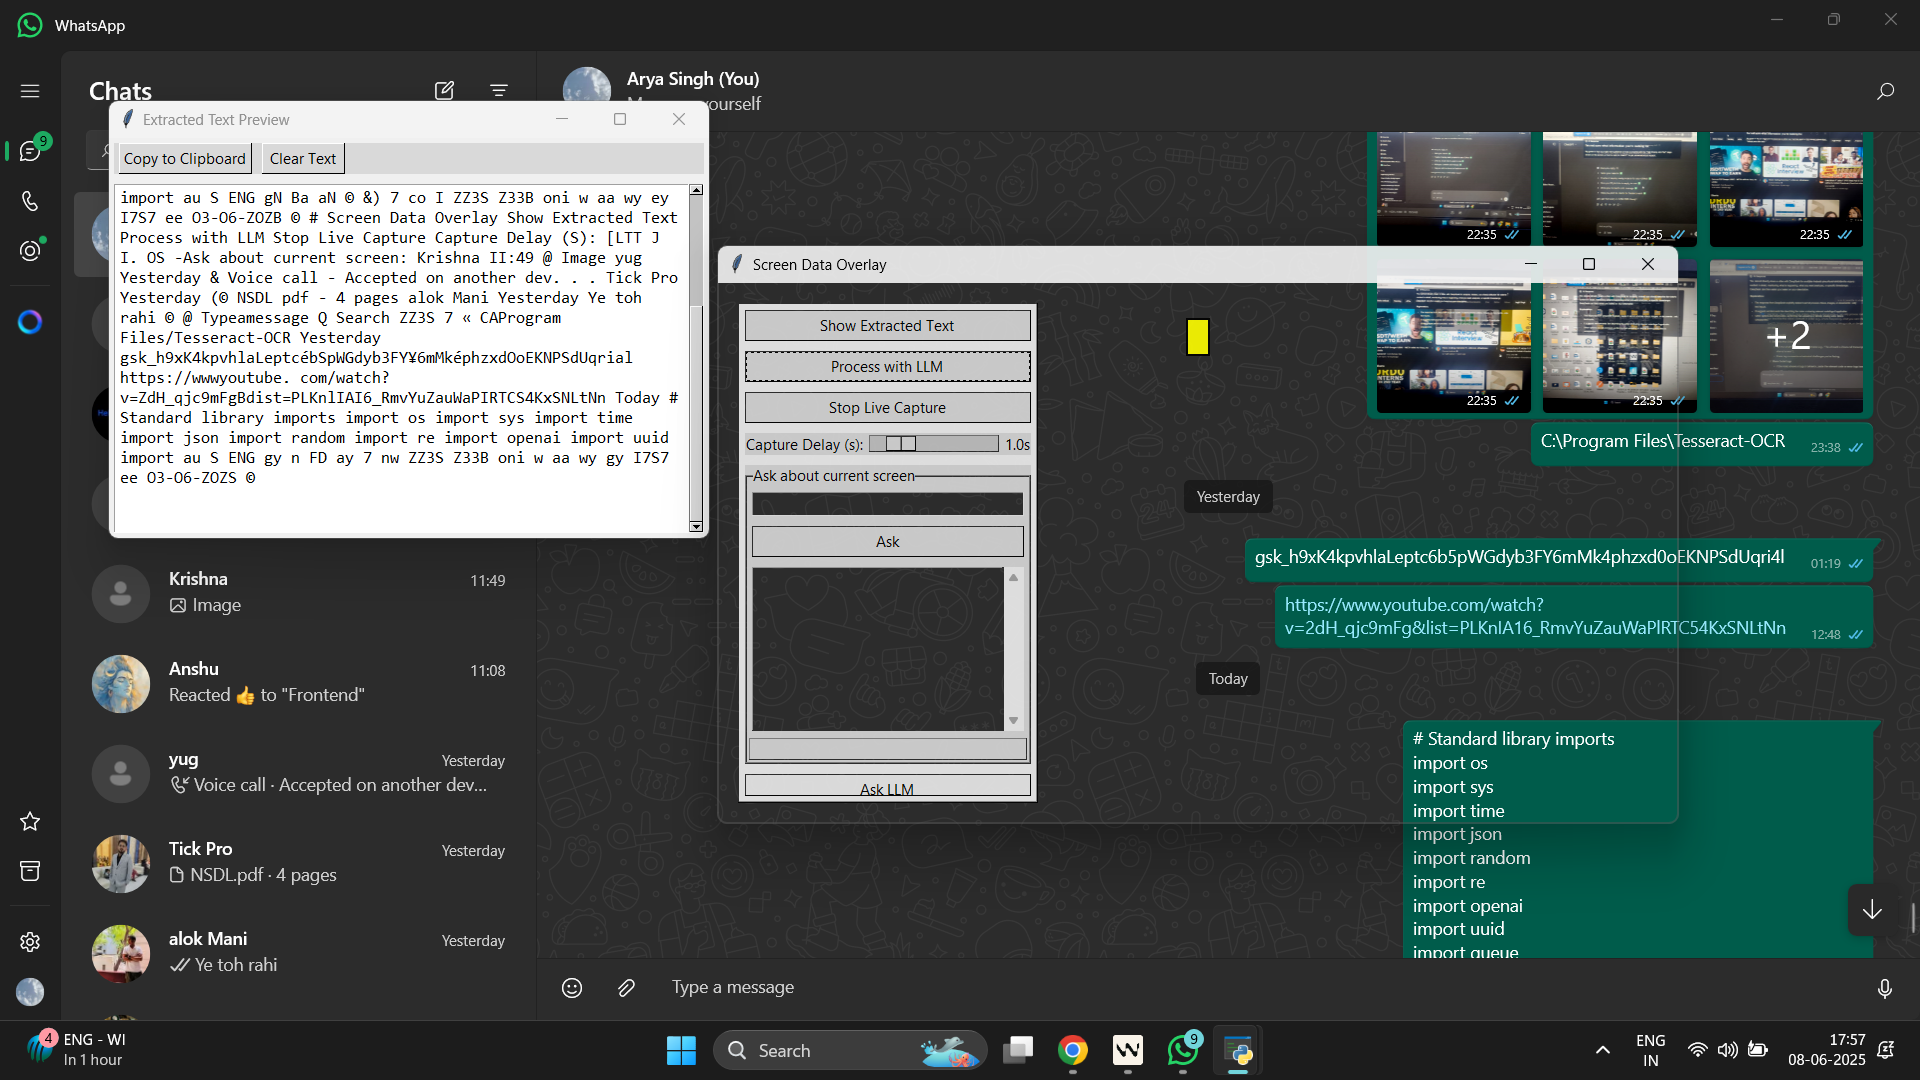 WhatsApp
Chats
Arya Singh (You)
yourself
9
Extracted Text Preview
Copy to Clipboard
Clear Text
import au S ENG gN Ba aN © &) 7 co I ZZ3S Z33B oni w aa wy ey
I7S7 ee O3-O6-ZOZB © # Screen Data Overlay Show Extracted Text
Process with LLM Stop Live Capture Capture Delay (S): [LTT J
I. OS -Ask about current screen: Krishna II:49 @ Image yug
Yesterday & Voice call - Accepted on another dev. . . Tick Pro
Yesterday (© NSDL pdf - 4 pages alok Mani Yesterday Ye toh
rahi © @ Typeamessage Q Search ZZ3S 7 « CAProgram
Files/Tesseract-OCR Yesterday
gsk_h9xK4kpvhlaLeptcébSpWGdyb3FY¥6mMképhzxdOoEKNPSdUqrial
https://wwwyoutube. com/watch?
v=ZdH_qjc9mFgBdist=PLKnlIAI6_RmvYuZauWaPIRTCS4KxSNLtNn Today #
Standard library imports import os import sys import time
import json import random import re import openai import uuid
import au S ENG gy n FD ay 7 nw ZZ3S Z33B oni w aa wy gy I7S7
ee O3-O6-ZOZS ©
Krishna
11:49
Image
Anshu
11:08
Reacted 👍 to "Frontend"
yug
Yesterday
Voice call · Accepted on another dev...
Tick Pro
Yesterday
NSDL.pdf · 4 pages
alok Mani
Yesterday
Ye toh rahi
Screen Data Overlay
Show Extracted Text
Process with LLM
Stop Live Capture
Capture Delay (s):
1.0s
Ask about current screen
Ask
Ask LLM
22:35
22:35
22:35
22:35
22:35
+2
C:\Program Files\Tesseract-OCR
23:38
Yesterday
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
01:19
https://www.youtube.com/watch?
v=2dH_qjc9mFg&list=PLKnIA16_RmvYuZauWaPlRTC54KxSNLtNn
12:48
Today
# Standard library imports
import os
import sys
import time
import json
import random
import re
import openai
import uuid
import queue
Type a message
4
ENG - WI
In 1 hour
Search
9
ENG
IN
17:57
08-06-2025